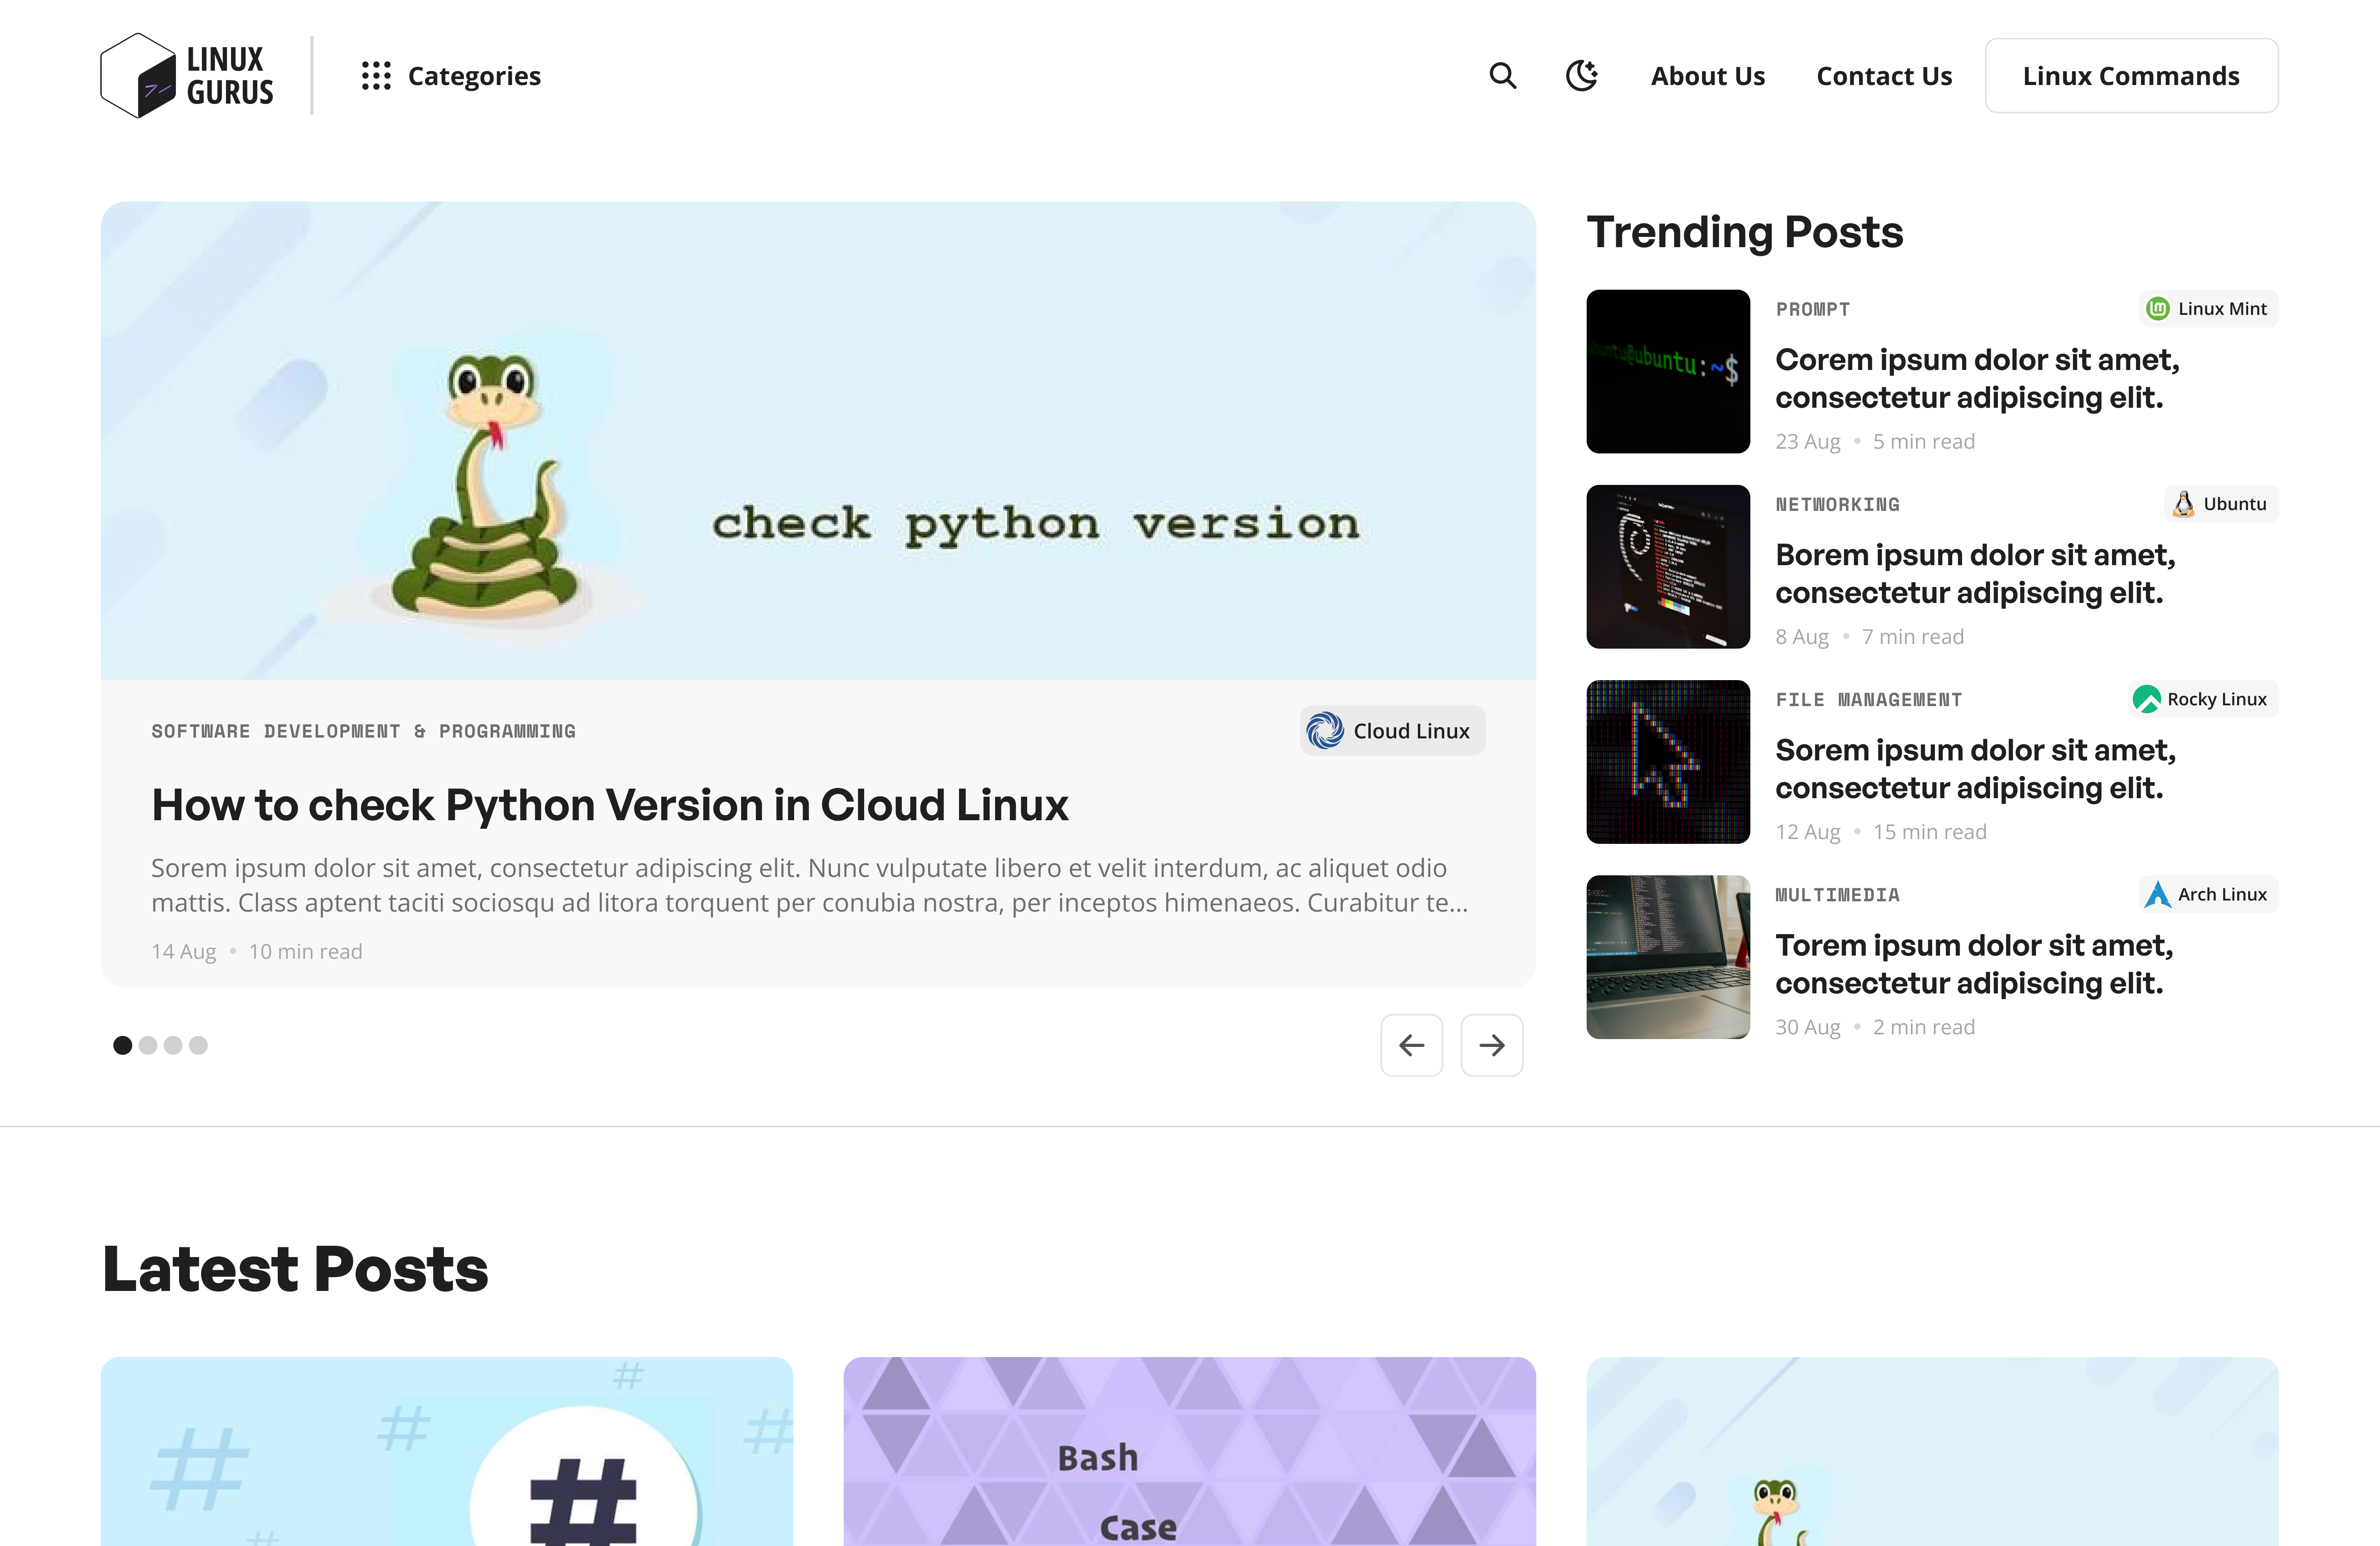 LINUX
GURUS
Categories
About Us
Contact Us
Linux Commands
check python version
SOFTWARE DEVELOPMENT & PROGRAMMING
Cloud Linux
How to check Python Version in Cloud Linux
Sorem ipsum dolor sit amet, consectetur adipiscing elit. Nunc vulputate libero et velit interdum, ac aliquet odio
mattis. Class aptent taciti sociosqu ad litora torquent per conubia nostra, per inceptos himenaeos. Curabitur te...
14 Aug • 10 min read
Trending Posts
ubuntu@ubuntu:~$
PROMPT
Linux Mint
Corem ipsum dolor sit amet,
consectetur adipiscing elit.
23 Aug • 5 min read
NETWORKING
Ubuntu
Borem ipsum dolor sit amet,
consectetur adipiscing elit.
8 Aug • 7 min read
FILE MANAGEMENT
Rocky Linux
Sorem ipsum dolor sit amet,
consectetur adipiscing elit.
12 Aug • 15 min read
MULTIMEDIA
Arch Linux
Torem ipsum dolor sit amet,
consectetur adipiscing elit.
30 Aug • 2 min read
Latest Posts
# # # # # #
Bash
Case